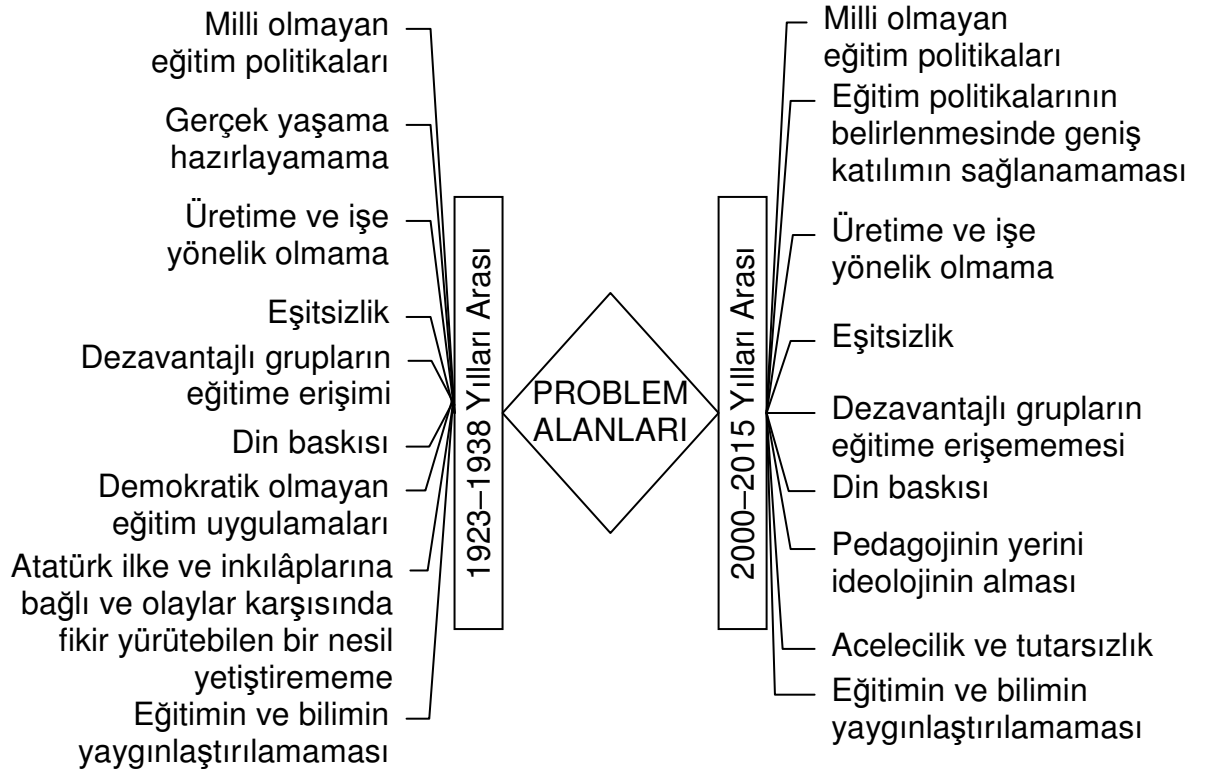 Milli olmayan
eğitim politikaları
Gerçek yaşama
hazırlayamama
Üretime ve işe
yönelik olmama
Eşitsizlik
Dezavantajlı grupların
eğitime erişimi
Din baskısı
Demokratik olmayan
eğitim uygulamaları
Atatürk ilke ve inkılâplarına
bağlı ve olaylar karşısında
fikir yürütebilen bir nesil
yetiştirememe
Eğitimin ve bilimin
yaygınlaştırılamaması
1923–1938 Yılları Arası
PROBLEM
ALANLARI
2000–2015 Yılları Arası
Milli olmayan
eğitim politikaları
Eğitim politikalarının
belirlenmesinde geniş
katılımın sağlanamaması
Üretime ve işe
yönelik olmama
Eşitsizlik
Dezavantajlı grupların
eğitime erişememesi
Din baskısı
Pedagojinin yerini
ideolojinin alması
Acelecilik ve tutarsızlık
Eğitimin ve bilimin
yaygınlaştırılamaması